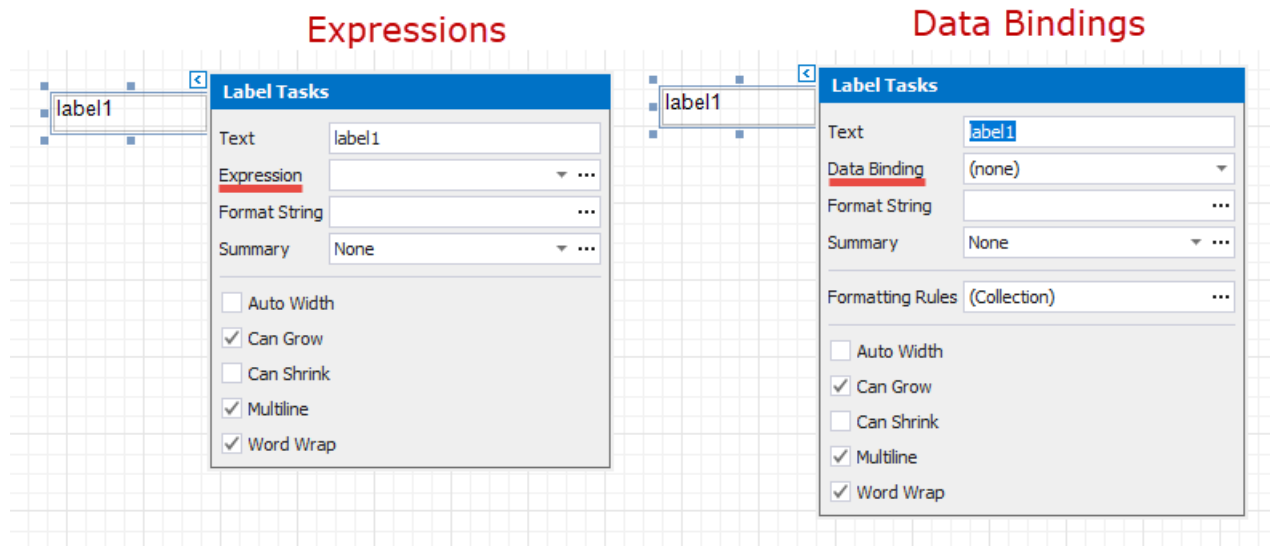 Expressions
label1
Label Tasks
Text label1
Expression
Format String
Summary None
Auto Width
Can Grow
Can Shrink
Multiline
Word Wrap
Data Bindings
label1
Label Tasks
Text label1
Data Binding (none)
Format String
Summary None
Formatting Rules (Collection)
Auto Width
Can Grow
Can Shrink
Multiline
Word Wrap